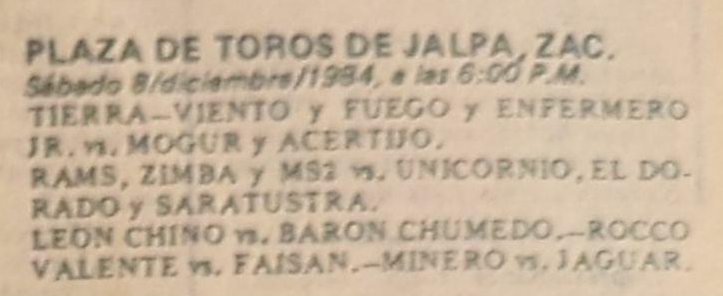 PLAZA DE TOROS DE JALPA, ZAC.
Sábado 8/diciembre/1984, a las 6:00 P.M.
TIERRA—VIENTO y FUEGO y ENFERMERO
JR. vs. MOGUR y ACERTIJO.
RAMS, ZIMBA y MS2 vs. UNICORNIO, EL DO-
RADO y SARATUSTRA.
LEON CHINO vs. BARON CHUMEDO.—ROCCO
VALENTE vs. FAISAN.—MINERO vs. JAGUAR.